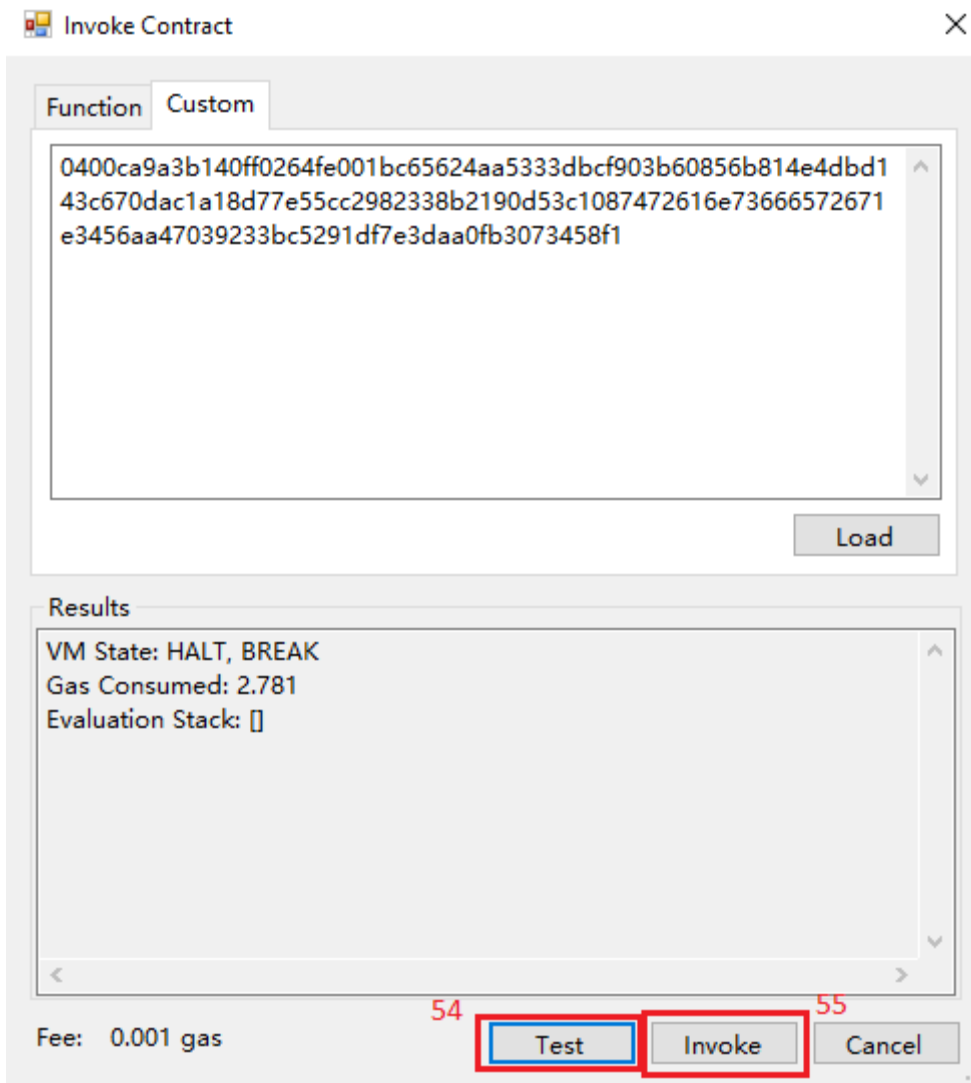 Invoke Contract
Function Custom
0400ca9a3b140ff0264fe001bc65624aa5333dbcf903b60856b814e4dbd1
43c670dac1a18d77e55cc2982338b2190d53c1087472616e73666572671
e3456aa47039233bc5291df7e3daa0fb3073458f1
Load
Results
VM State: HALT, BREAK
Gas Consumed: 2.781
Evaluation Stack: []
54
55
Fee: 0.001 gas
Test Invoke Cancel